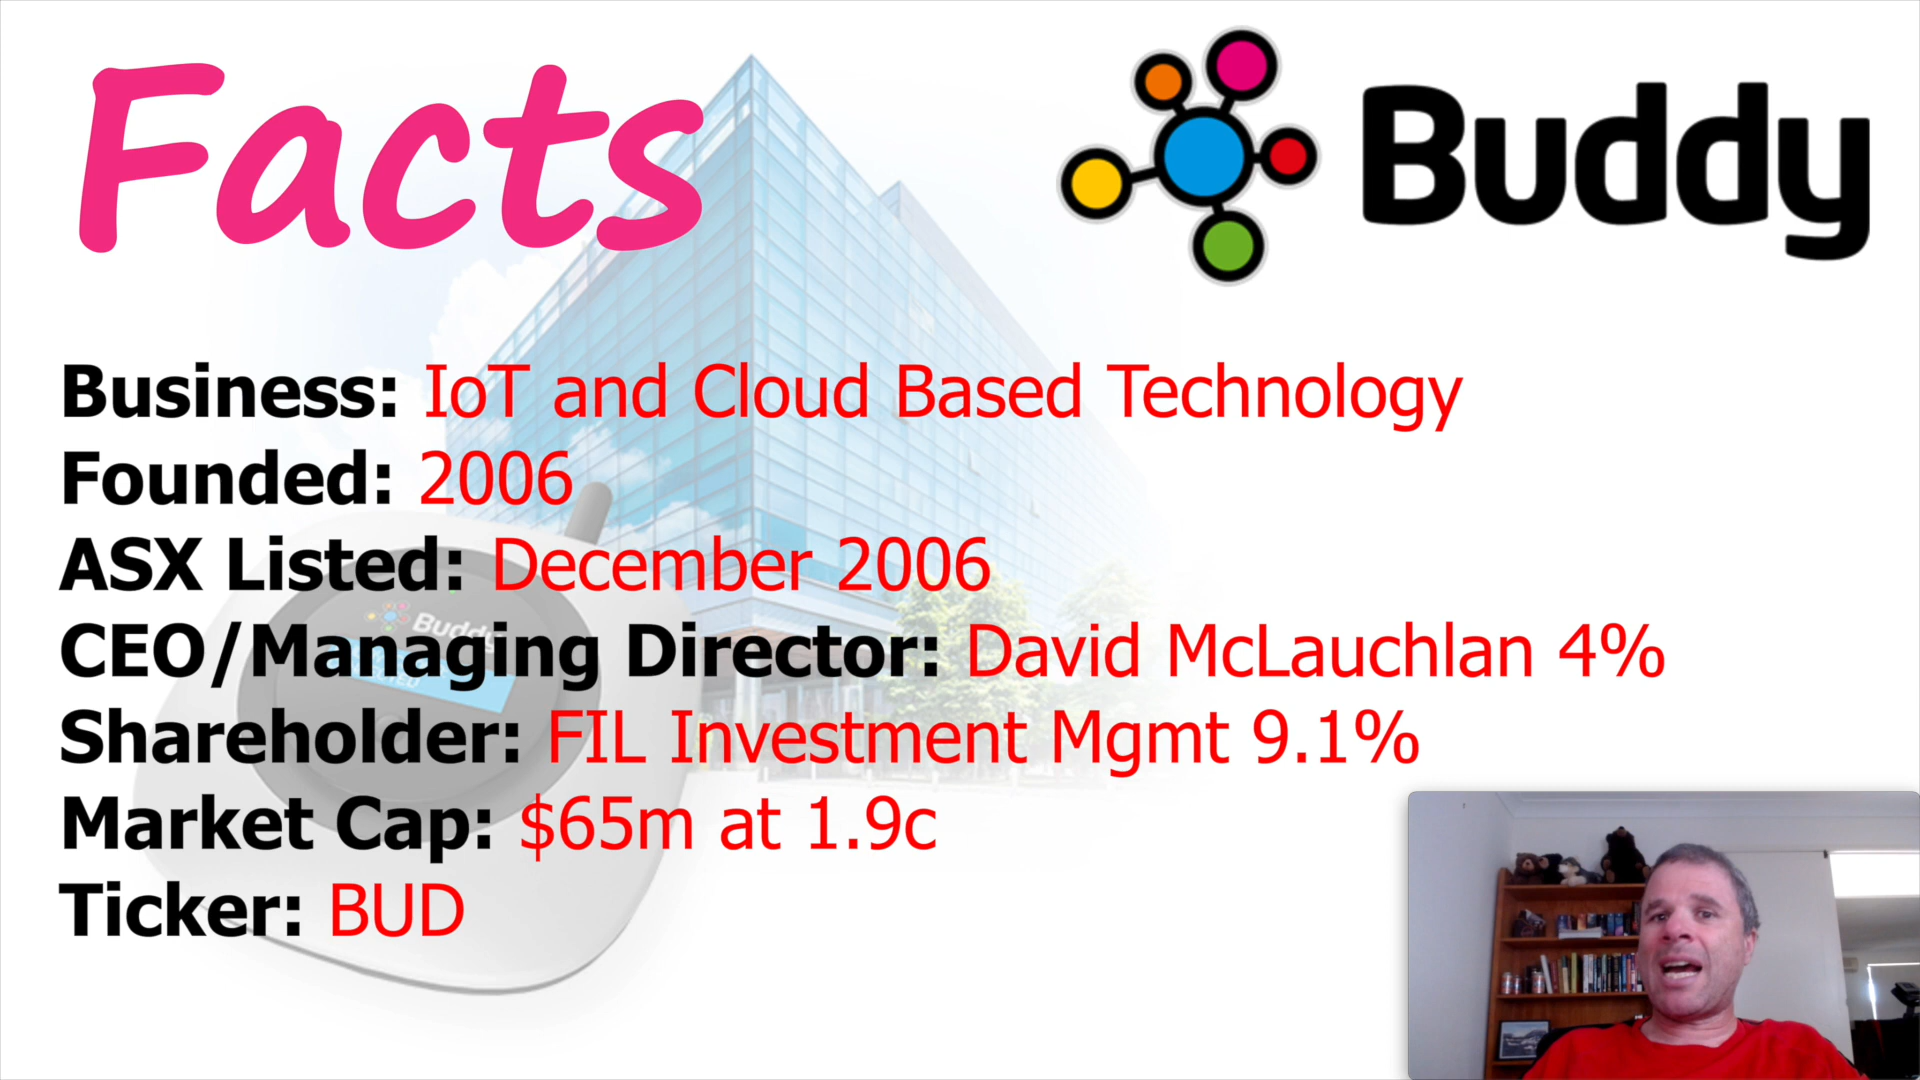 Facts
Buddy
Business: IoT and Cloud Based Technology
Founded: 2006
ASX Listed: December 2006
Buddy
CEO/Managing Director: David McLauchlan 4%
Shareholder: FIL Investment Mgmt 9.1%
Market Cap: $65m at 1.9c
Ticker: BUD